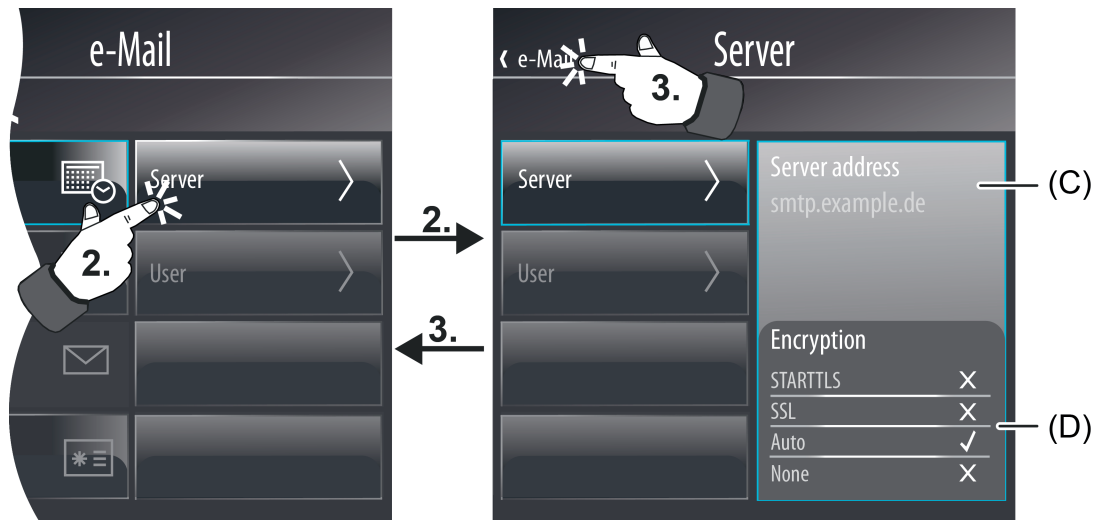 e-Mail
Server
User
2.
2.
3.
e-Mail
3.
Server
Server
User
Server address
smtp.example.de
(C)
Encryption
STARTTLS X
SSL X
Auto ✓
None X
(D)